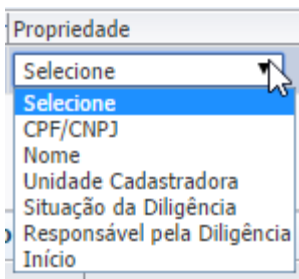 Propriedade
Selecione
Selecione
CPF/CNPJ
Nome
Unidade Cadastradora
Situação da Diligência
Responsável pela Diligência
Início